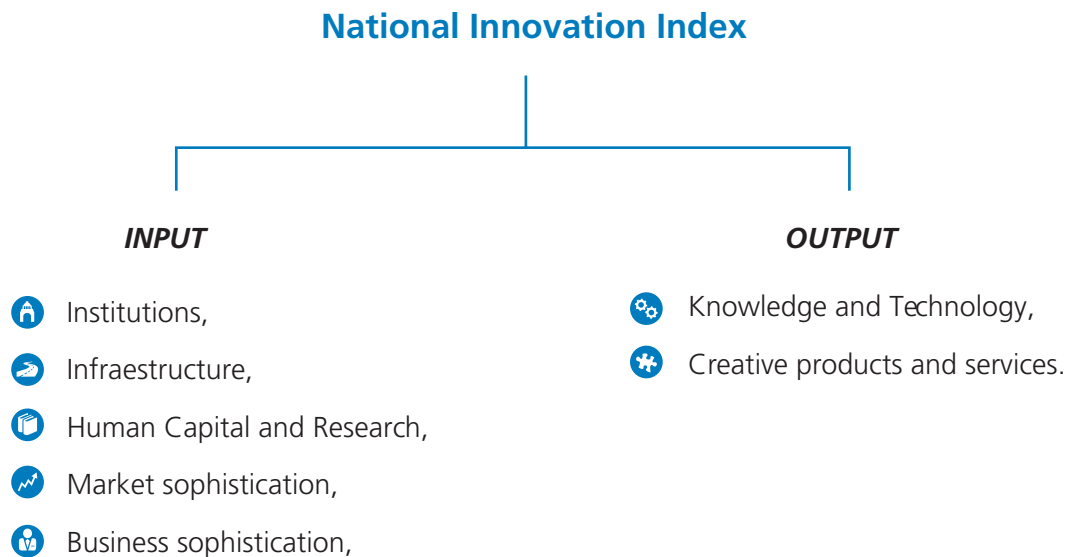 National Innovation Index
INPUT
Institutions,
Infraestructure,
Human Capital and Research,
Market sophistication,
Business sophistication,
OUTPUT
Knowledge and Technology,
Creative products and services.